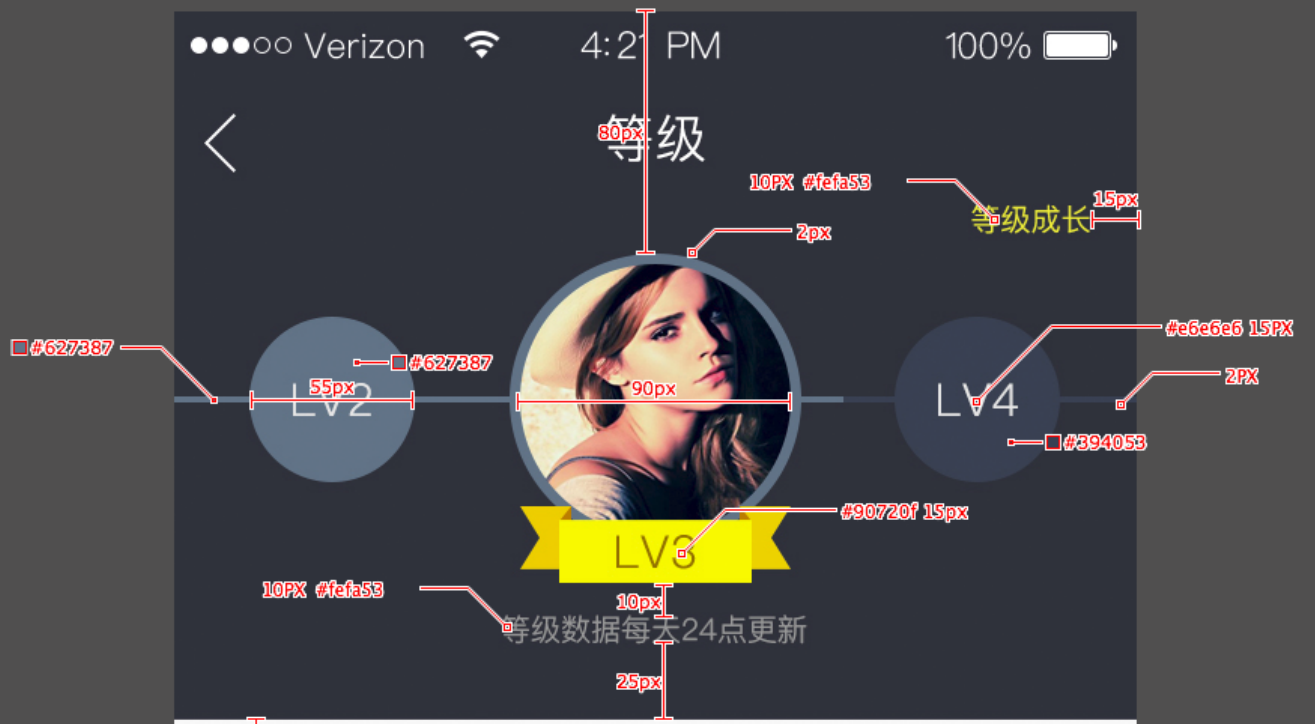 Verizon 4:21 PM 100%
80px
等级
10PX #fefa53
15px
等级成长
2px
#e6e6e6 15PX
#627387
#627387
2PX
55px
90px
LV2
LV4
#394053
#90720f 15px
LV3
10PX #fefa53
10px
等级数据每天24点更新
25px